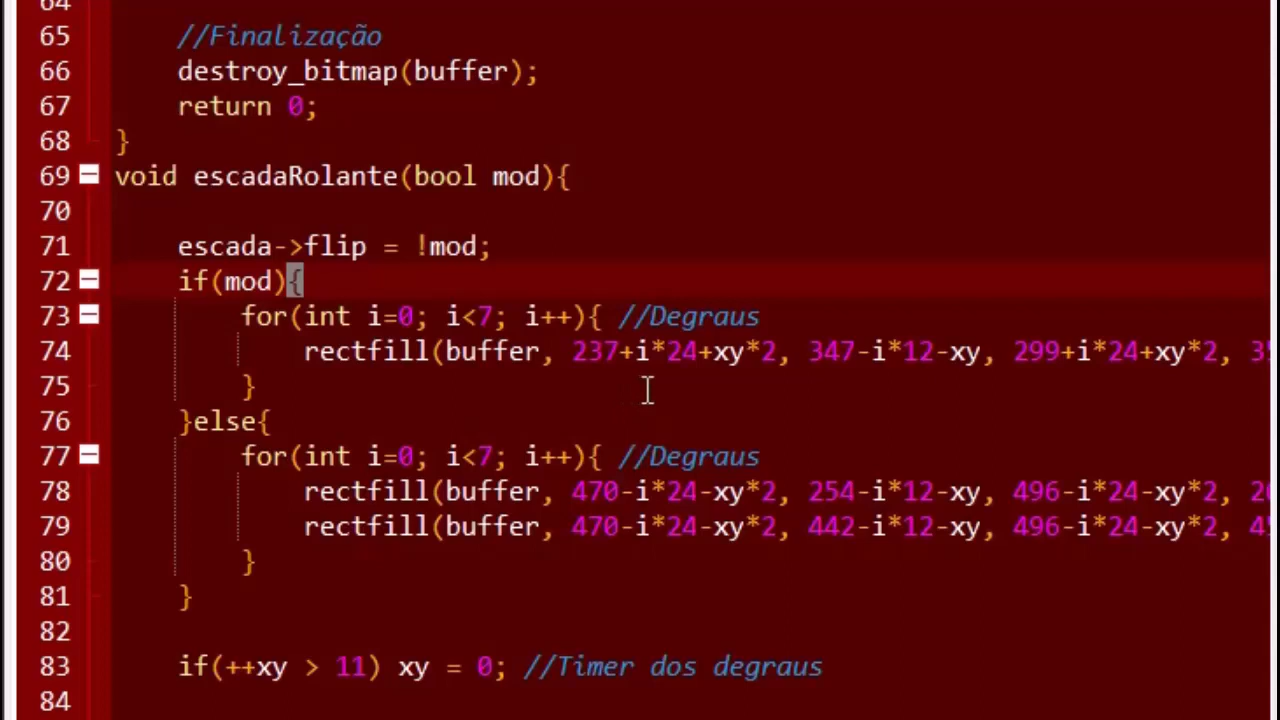 64
65 //Finalização
66 destroy_bitmap(buffer);
67 return 0;
68 }
69 void escadaRolante(bool mod){
70
71 escada->flip = !mod;
72 if(mod){
73 for(int i=0; i<7; i++){ //Degraus
74 rectfill(buffer, 237+i*24+xy*2, 347-i*12-xy, 299+i*24+xy*2,
75 }
76 }else{
77 for(int i=0; i<7; i++){ //Degraus
78 rectfill(buffer, 470-i*24-xy*2, 254-i*12-xy, 496-i*24-xy*2,
79 rectfill(buffer, 470-i*24-xy*2, 442-i*12-xy, 496-i*24-xy*2,
80 }
81 }
82
83 if(++xy > 11) xy = 0; //Timer dos degraus
84